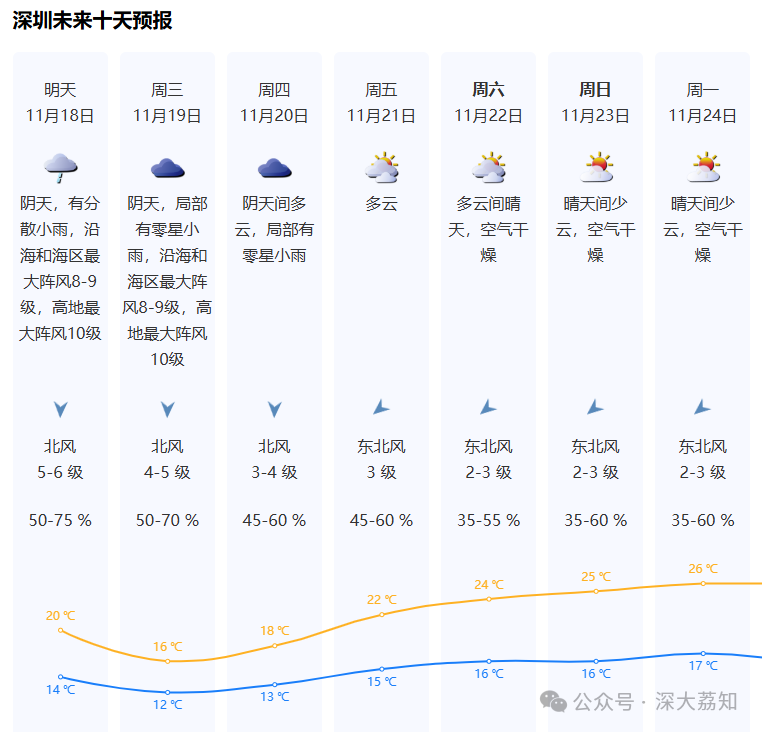 深圳未来十天预报
明天
11月18日
阴天，有分
散小雨，沿
海和海区最
大阵风8-9
级，高地最
大阵风10级
北风
5-6 级
50-75 %
20 ℃
14 ℃
周三
11月19日
阴天，局部
有零星小
雨，沿海和
海区最大阵
风8-9级，高
地最大阵风
10级
北风
4-5 级
50-70 %
16 ℃
12 ℃
周四
11月20日
阴天间多
云，局部有
零星小雨
北风
3-4 级
45-60 %
18 ℃
13 ℃
周五
11月21日
多云
东北风
3 级
45-60 %
22 ℃
15 ℃
周六
11月22日
多云间晴
天，空气干
燥
东北风
2-3 级
35-55 %
24 ℃
16 ℃
周日
11月23日
晴天间少
云，空气干
燥
东北风
2-3 级
35-60 %
25 ℃
16 ℃
周一
11月24日
晴天间少
云，空气干
燥
东北风
2-3 级
35-60 %
26 ℃
17 ℃
公众号 · 深大荔知